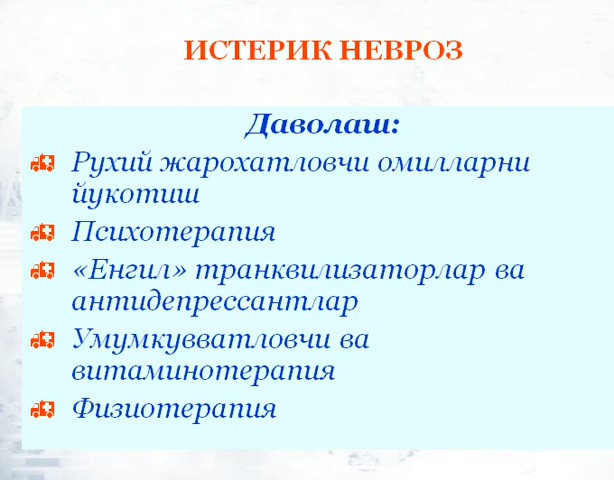 ИСТЕРИК НЕВРОЗ
Даволаш:
Рухий жарохатловчи омилларни
йукотиш
Психотерапия
«Енгил» транквилизаторлар ва
антидепрессантлар
Умумкувватловчи ва
витаминотерапия
Физиотерапия